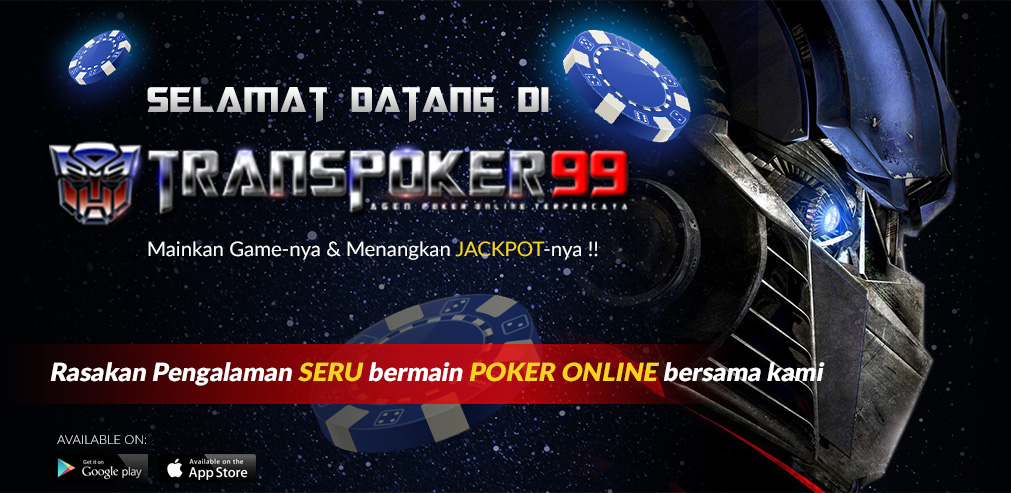 SELAMAT DATANG DI
TRANSPOKER99
AGEN POKER ONLINE TERPERCAYA
Mainkan Game-nya & Menangkan JACKPOT-nya !!
Rasakan Pengalaman SERU bermain POKER ONLINE bersama kami
AVAILABLE ON:
Get it on
Google play
Available on the
App Store